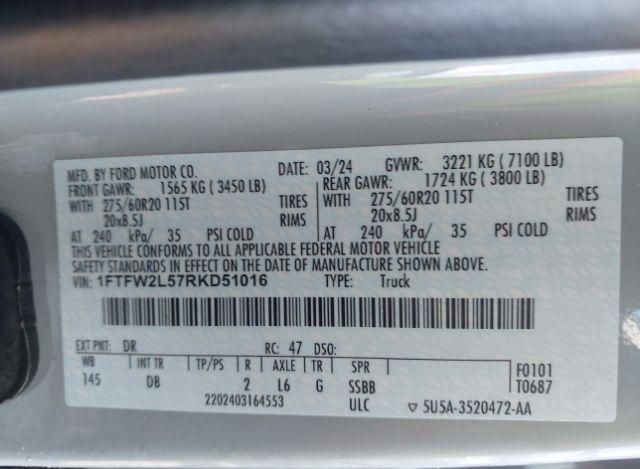 MFD. BY FORD MOTOR CO. DATE: 03/24 GVWR: 3221 KG ( 7100 LB)
FRONT GAWR: 1565 KG ( 3450 LB) REAR GAWR: 1724 KG ( 3800 LB)
WITH 275/60R20 115T TIRES WITH 275/60R20 115T TIRES
20x8.5J RIMS 20x8.5J RIMS
AT 240 kPa/ 35 PSI COLD AT 240 kPa/ 35 PSI COLD
THIS VEHICLE CONFORMS TO ALL APPLICABLE FEDERAL MOTOR VEHICLE
SAFETY STANDARDS IN EFFECT ON THE DATE OF MANUFACTURE SHOWN ABOVE.
VIN: 1FTFW2L57RKD51016 TYPE: Truck
EXT PNT: DR RC: 47 DSO:
WB INT TR TP/PS R AXLE TR SPR F0101
145 DB 2 L6 G SSBB T0687
2202403164553 ULC ▽ 5U5A-3520472-AA